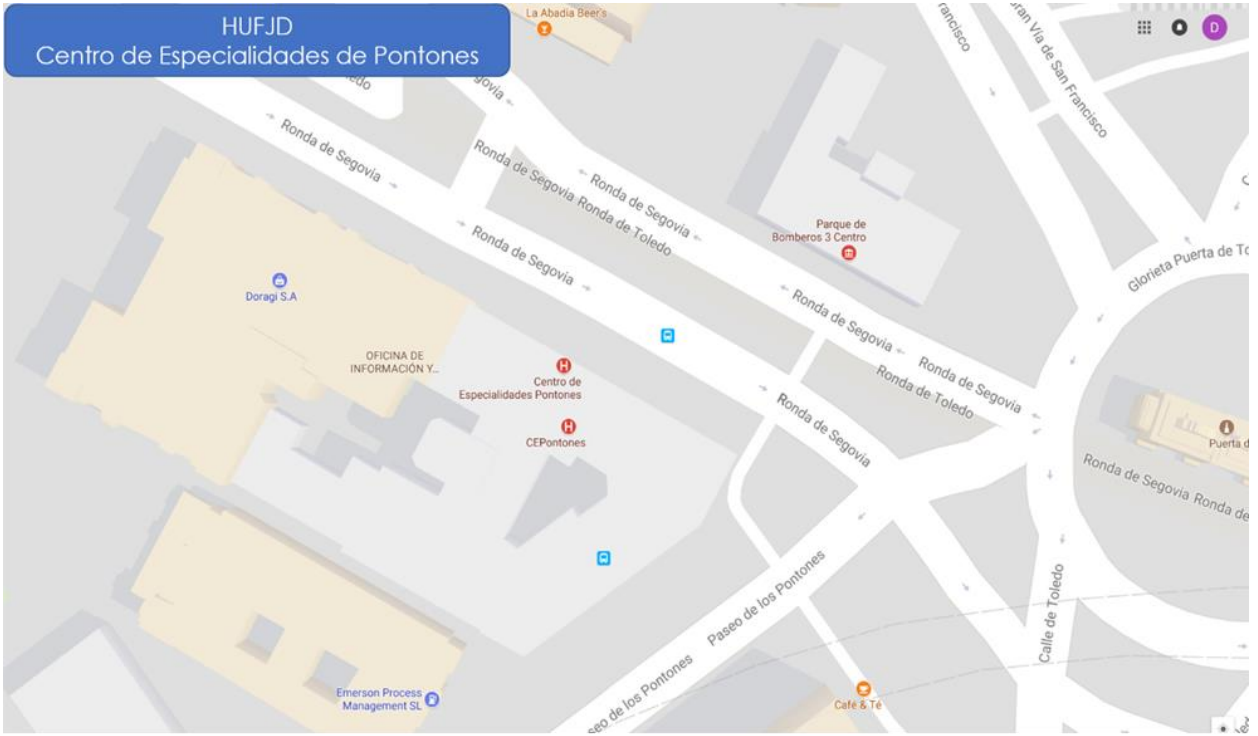 HUFJD
Centro de Especialidades de Pontones
La Abadia Beer's
D
Gran Vía de San Francisco
Ronda de Segovia
Ronda de Segovia
Ronda de Toledo
Ronda de Segovia
Ronda de Segovia
Parque de
Bomberos 3 Centro
Glorieta Puerta de To
Doragi S.A
OFICINA DE
INFORMACIÓN Y...
Ronda de Segovia
Ronda de Segovia
Ronda de Toledo
Centro de
Especialidades Pontones
CEPontones
Ronda de Segovia
Puerta d
Ronda de Segovia Ronda de
Paseo de los Pontones
Paseo de los Pontones
Calle de Toledo
Emerson Process
Management SL
Café & Té